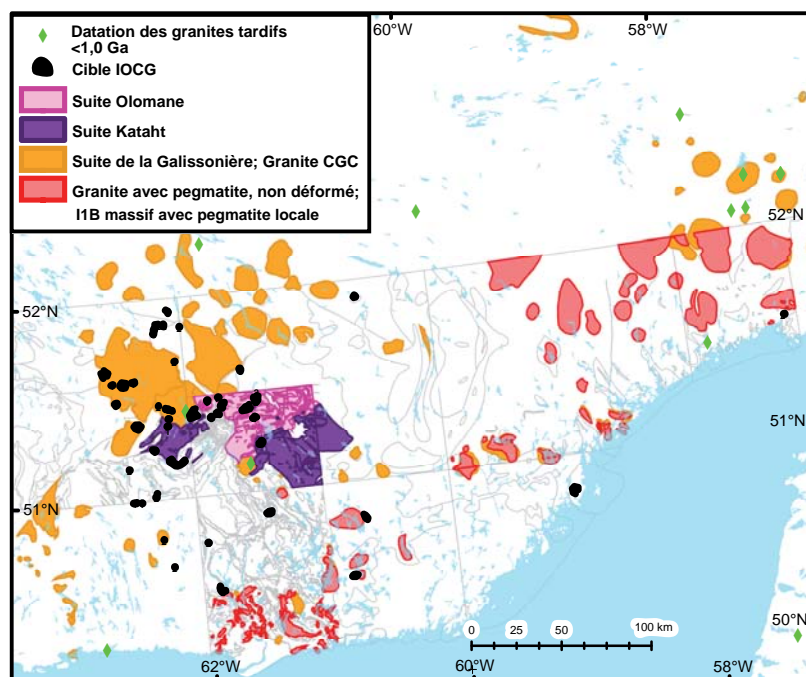 Datation des granites tardifs
<1,0 Ga
Cible IOCG
Suite Olomane
Suite Kataht
Suite de la Galissonière; Granite CGC
Granite avec pegmatite, non déformé;
I1B massif avec pegmatite locale
60°W
58°W
52°N
52°N
51°N
51°N
50°N
0 25 50 100 km
62°W
60°W
58°W